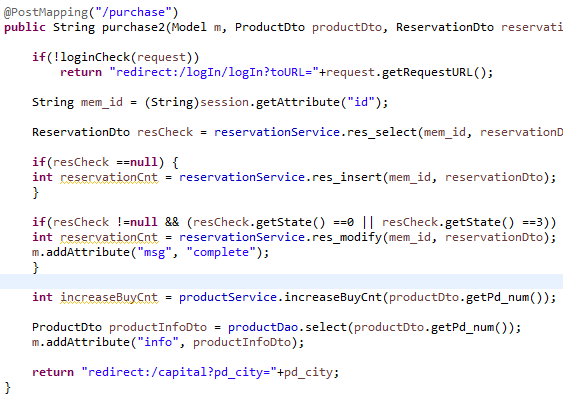 @PostMapping("/purchase")
public String purchase2(Model m, ProductDto productDto, ReservationDto reservati
if(!loginCheck(request))
return "redirect:/logIn/logIn?toURL="+request.getRequestURL();
String mem_id = (String)session.getAttribute("id");
ReservationDto resCheck = reservationService.res_select(mem_id, reservationD
if(resCheck ==null) {
int reservationCnt = reservationService.res_insert(mem_id, reservationDto);
}
if(resCheck !=null && (resCheck.getState() ==0 || resCheck.getState() ==3))
int reservationCnt = reservationService.res_modify(mem_id, reservationDto);
m.addAttribute("msg", "complete");
}
int increaseBuyCnt = productService.increaseBuyCnt(productDto.getPd_num());
ProductDto productInfoDto = productDao.select(productDto.getPd_num());
m.addAttribute("info", productInfoDto);
return "redirect:/capital?pd_city="+pd_city;
}